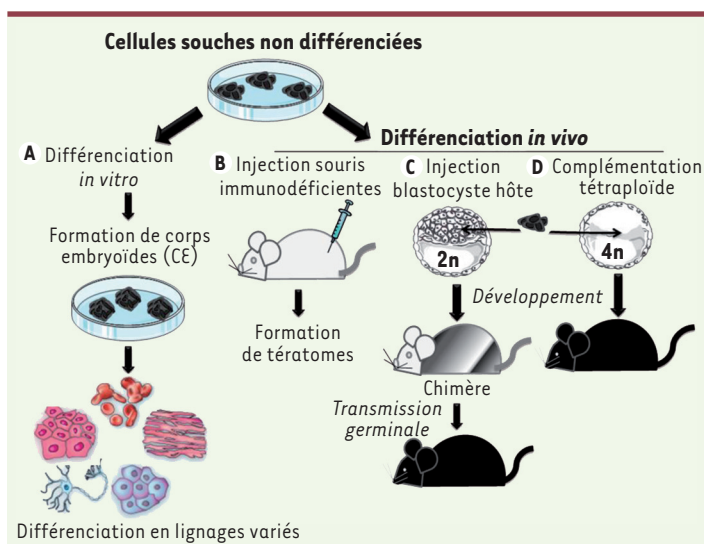 Cellules souches non différenciées
Différenciation in vivo
A Différenciation
in vitro
Formation de corps
embryoïdes (CE)
Différenciation en lignages variés
B Injection souris
immunodéficientes
Formation
de tératomes
C Injection
blastocyste hôte
2n
Développement
Chimère
Transmission
germinale
D Complémentation
tétraploïde
4n